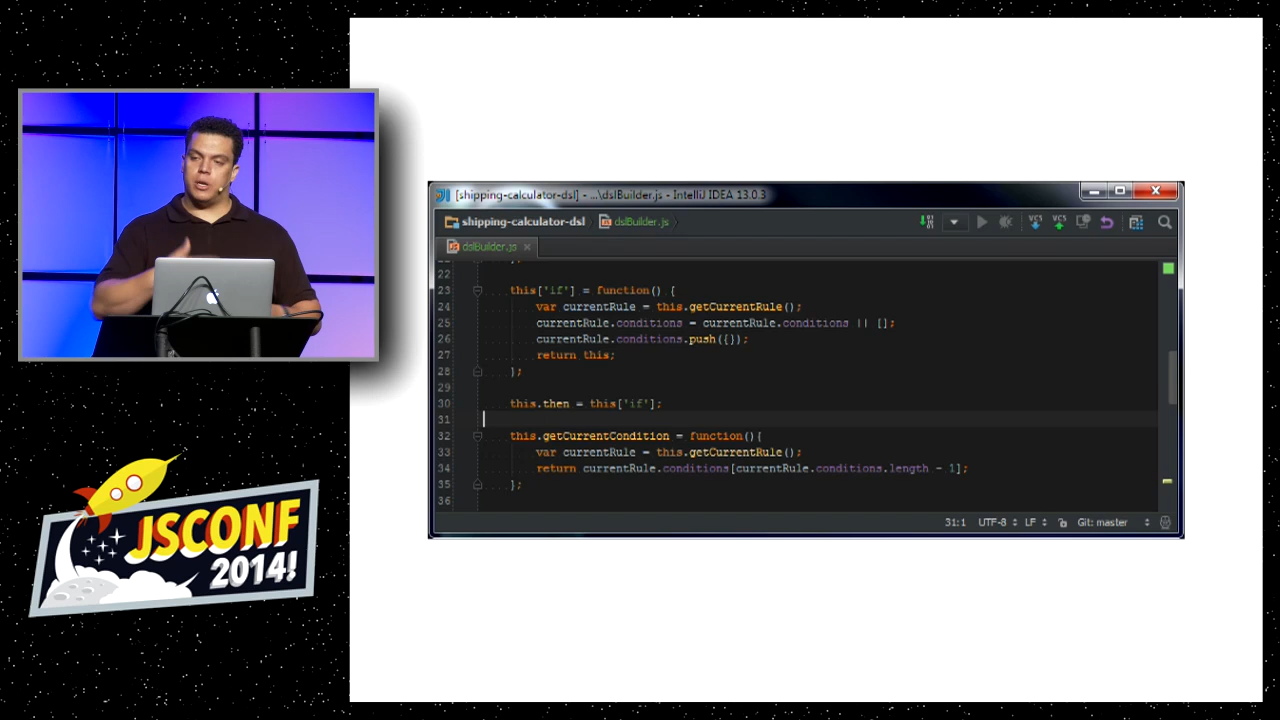 [shipping-calculator-dsl] - ...\dslBuilder.js - IntelliJ IDEA 13.0.3
shipping-calculator-dsl dslBuilder.js
dslBuilder.js
22 };
23 this['if'] = function() {
24 var currentRule = this.getCurrentRule();
25 currentRule.conditions = currentRule.conditions || [];
26 currentRule.conditions.push({});
27 return this;
28 };
29
30 this.then = this['if'];
31
32 this.getCurrentCondition = function(){
33 var currentRule = this.getCurrentRule();
34 return currentRule.conditions[currentRule.conditions.length - 1];
35 };
36
31:1 UTF-8 LF Git: master
JSCONF
2014!